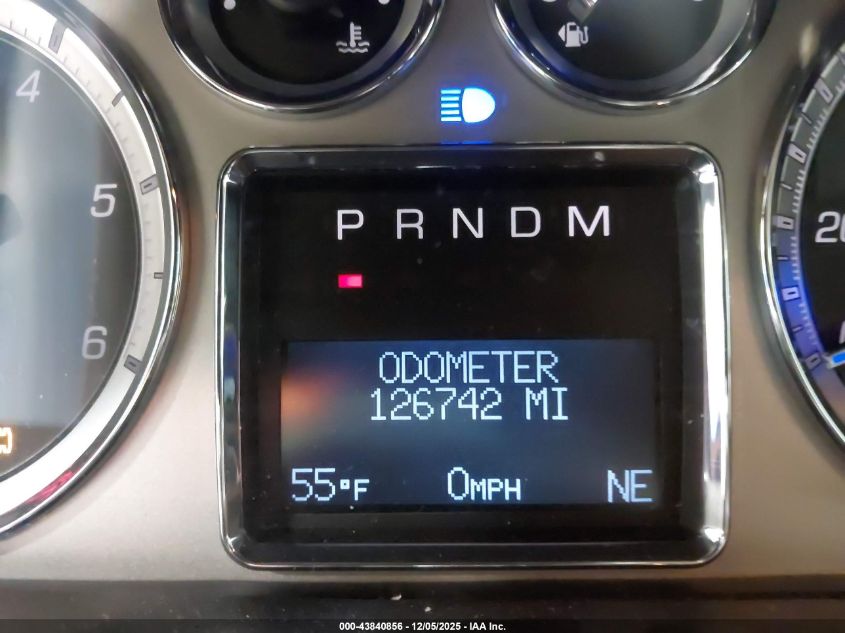 4
5
6
P R N D M
ODOMETER
126742 MI
55°F 0MPH NE
000-43840856 - 12/05/2025 - IAA Inc.